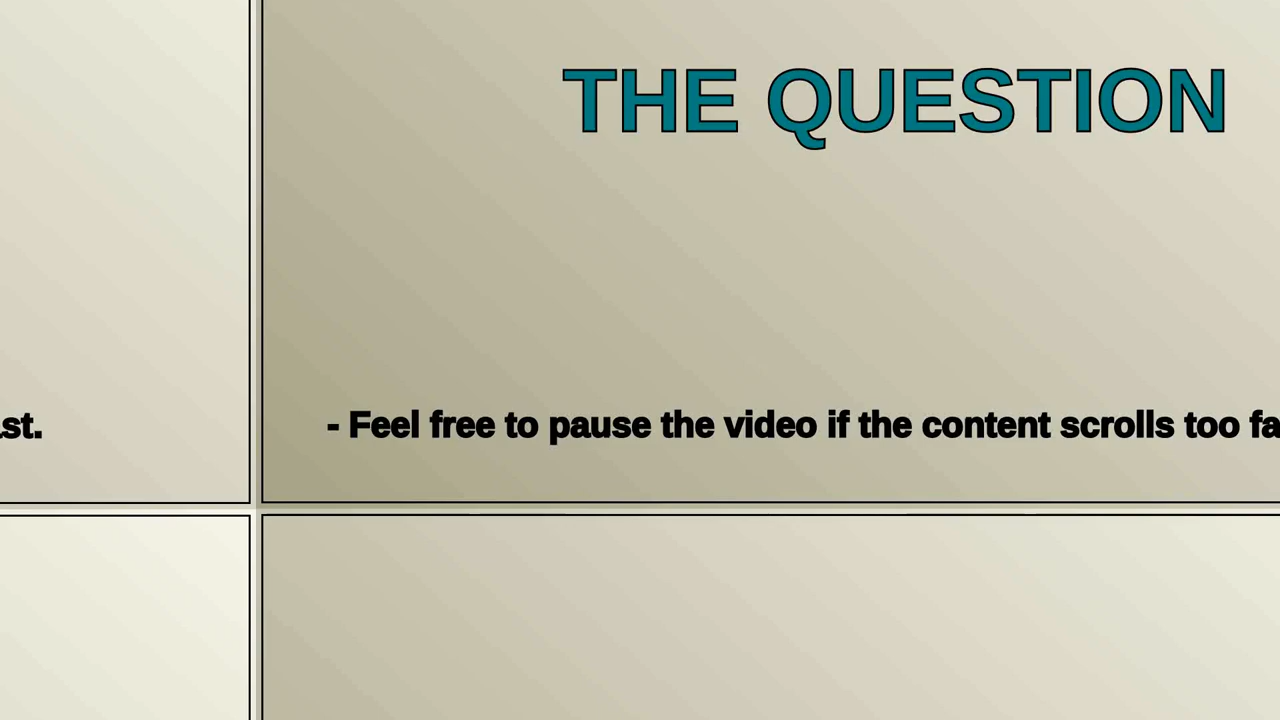 THE QUESTION
st.
- Feel free to pause the video if the content scrolls too fa